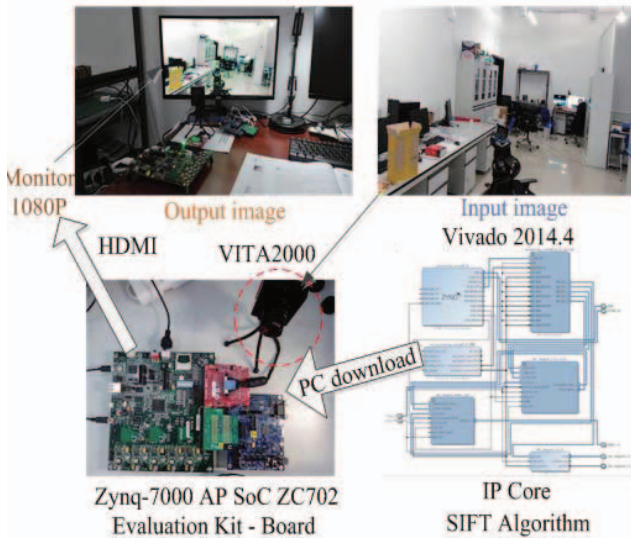 Monitor
1080P
Output image
Input image
HDMI
VITA2000
Vivado 2014.4
ZYNQ
PC download
Zynq-7000 AP SoC ZC702
Evaluation Kit - Board
IP Core
SIFT Algorithm